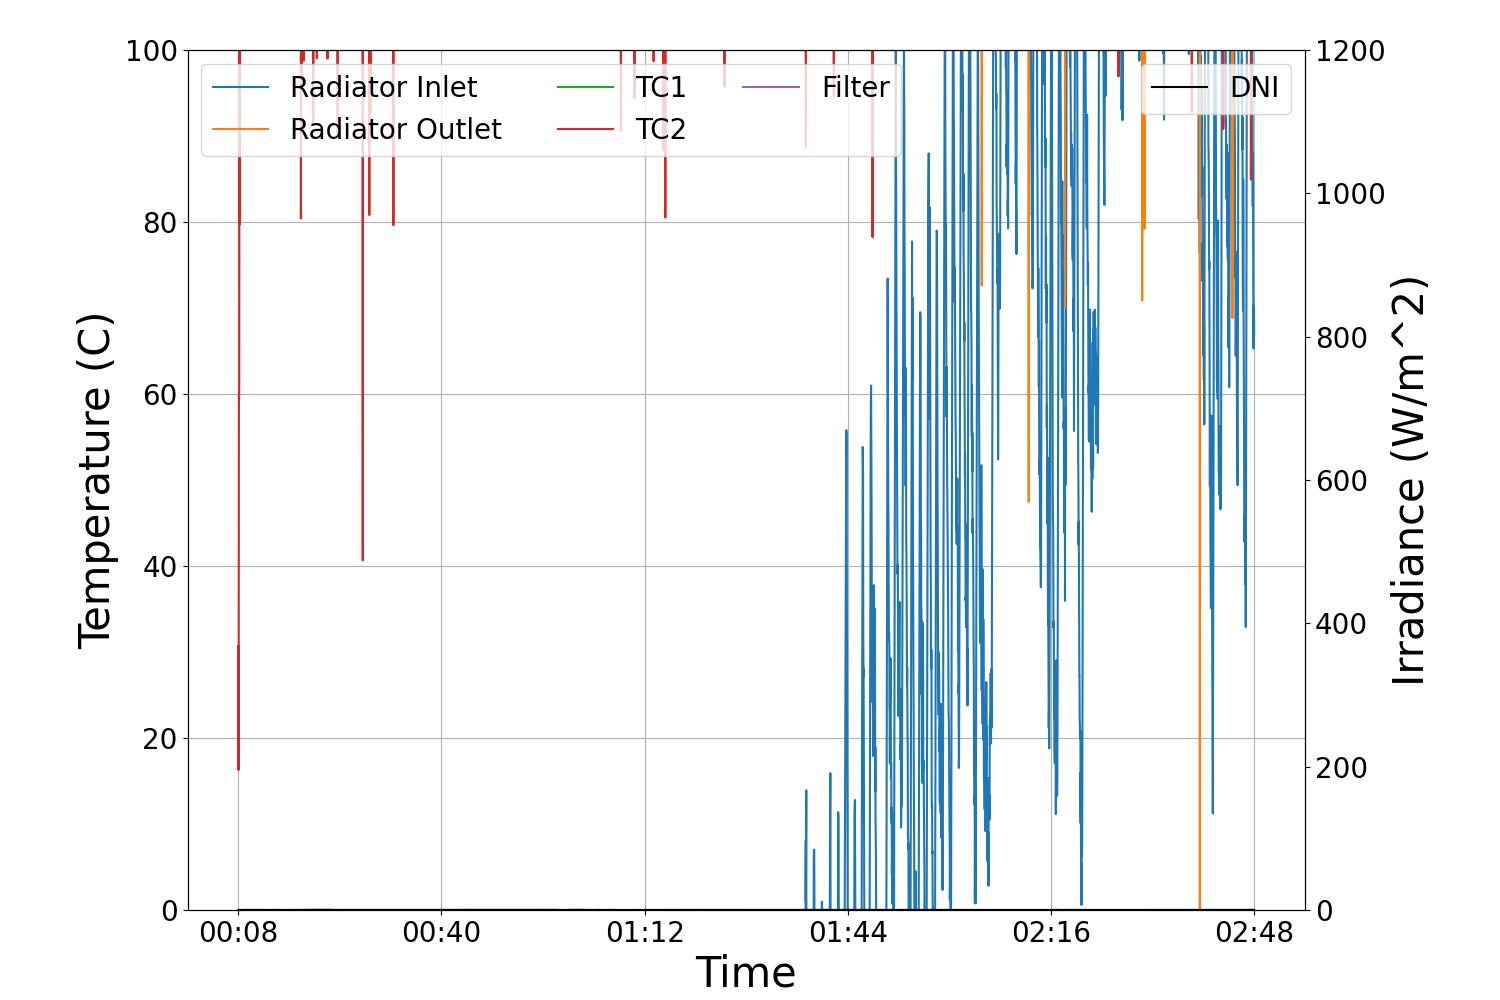 100
80
60
40
20
0
Temperature (C)
Radiator Inlet
Radiator Outlet
TC1
TC2
Filter
DNI
1200
1000
800
600
400
200
0
Irradiance (W/m^2)
00:08
00:40
01:12
01:44
02:16
02:48
Time